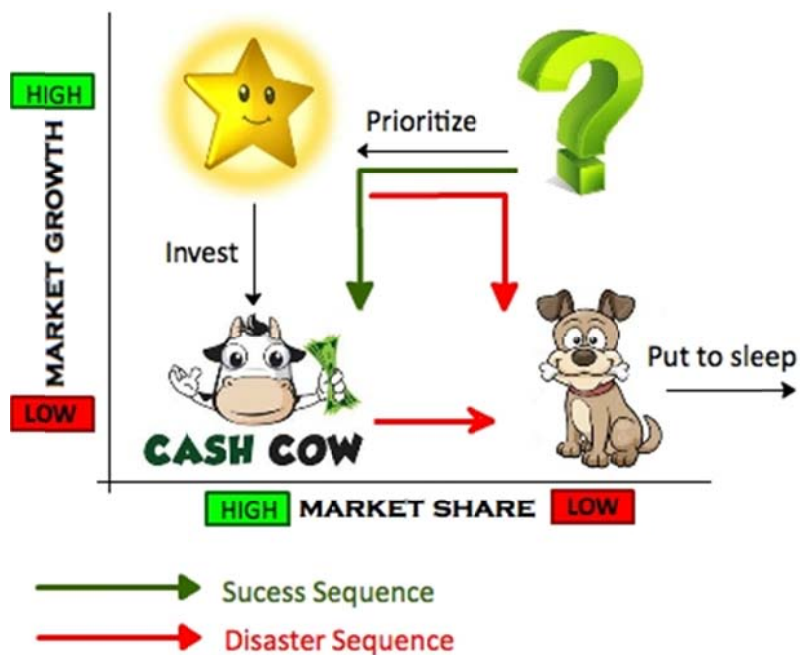 HIGH
Prioritize
MARKET GROWTH
Invest
Put to sleep
LOW
CASH COW
HIGH MARKET SHARE LOW
Sucess Sequence
Disaster Sequence